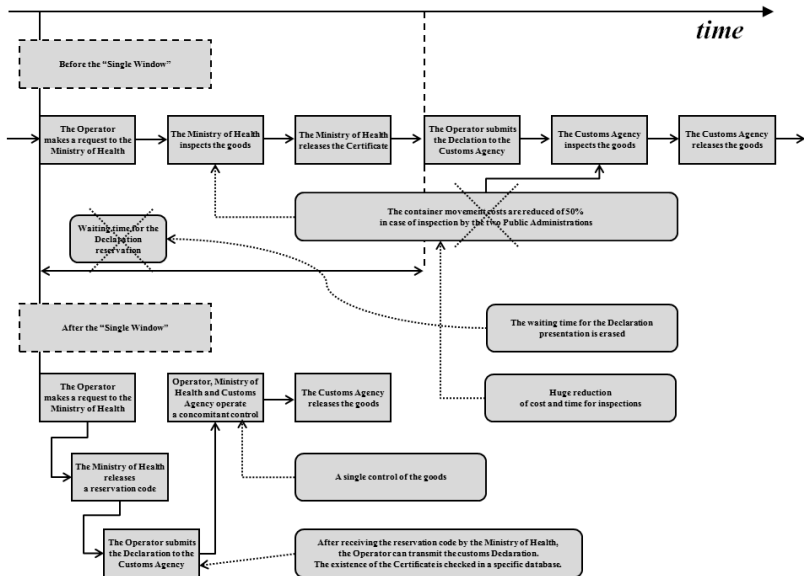 time
Before the “Single Window”
The Operator
makes a request to the
Ministry of Health
The Ministry of Health
inspects the goods
The Ministry of Health
releases the Certificate
The Operator submits
the Declation to the
Customs Agency
The Customs Agency
inspects the goods
The Customs Agency
releases the goods
The container movement costs are reduced of 50%
in case of inspection by the two Public Administrations
Waiting time for the
Declaration
reservation
After the “Single Window”
The waiting time for the Declaration
presentation is erased
The Operator
makes a request to the
Ministry of Health
Operator, Ministry of
Health and Customs
Agency operate
a concomitant control
The Customs Agency
releases the goods
Huge reduction
of cost and time for inspections
The Ministry of Health
releases
a reservation code
A single control of the goods
The Operator submits
the Declaration to the
Customs Agency
After receiving the reservation code by the Ministry of Health,
the Operator can transmit the customs Declaration.
The existence of the Certificate is checked in a specific database.